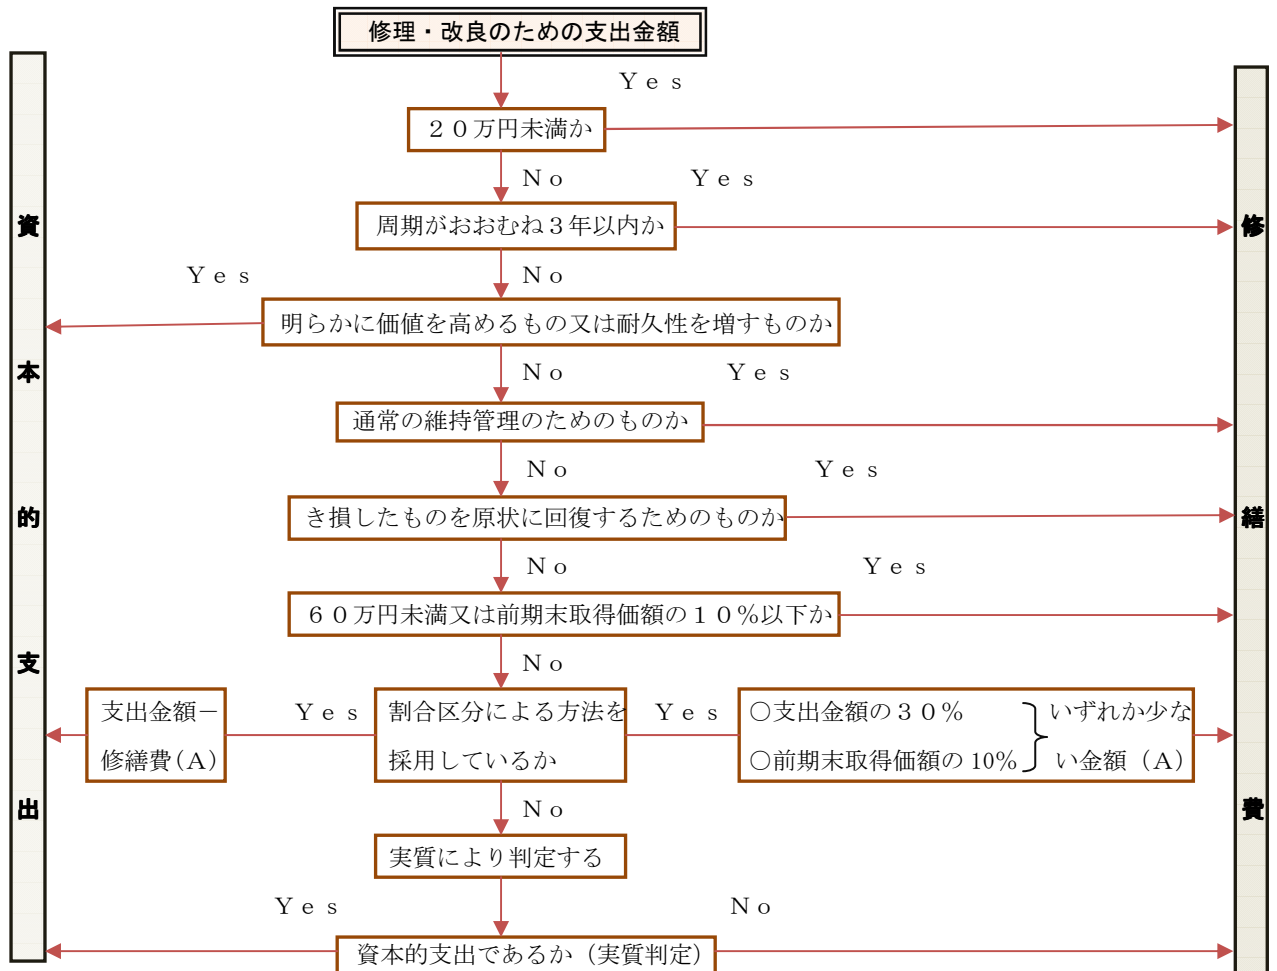 修理・改良のための支出金額
Ｙｅｓ
２０万円未満か
Ｎｏ
Ｙｅｓ
周期がおおむね３年以内か
Ｎｏ
Ｙｅｓ
明らかに価値を高めるもの又は耐久性を増すものか
Ｎｏ
Ｙｅｓ
通常の維持管理のためのものか
Ｎｏ
Ｙｅｓ
き損したものを原状に回復するためのものか
Ｎｏ
Ｙｅｓ
６０万円未満又は前期末取得価額の１０％以下か
Ｎｏ
支出金額－
修繕費(Ａ)
Ｙｅｓ
割合区分による方法を
採用しているか
Ｙｅｓ
○支出金額の３０％
○前期末取得価額の 10%
いずれか少な
い金額（Ａ）
Ｎｏ
実質により判定する
Ｙｅｓ
Ｎｏ
資本的支出であるか（実質判定）
資本的支出
修繕費